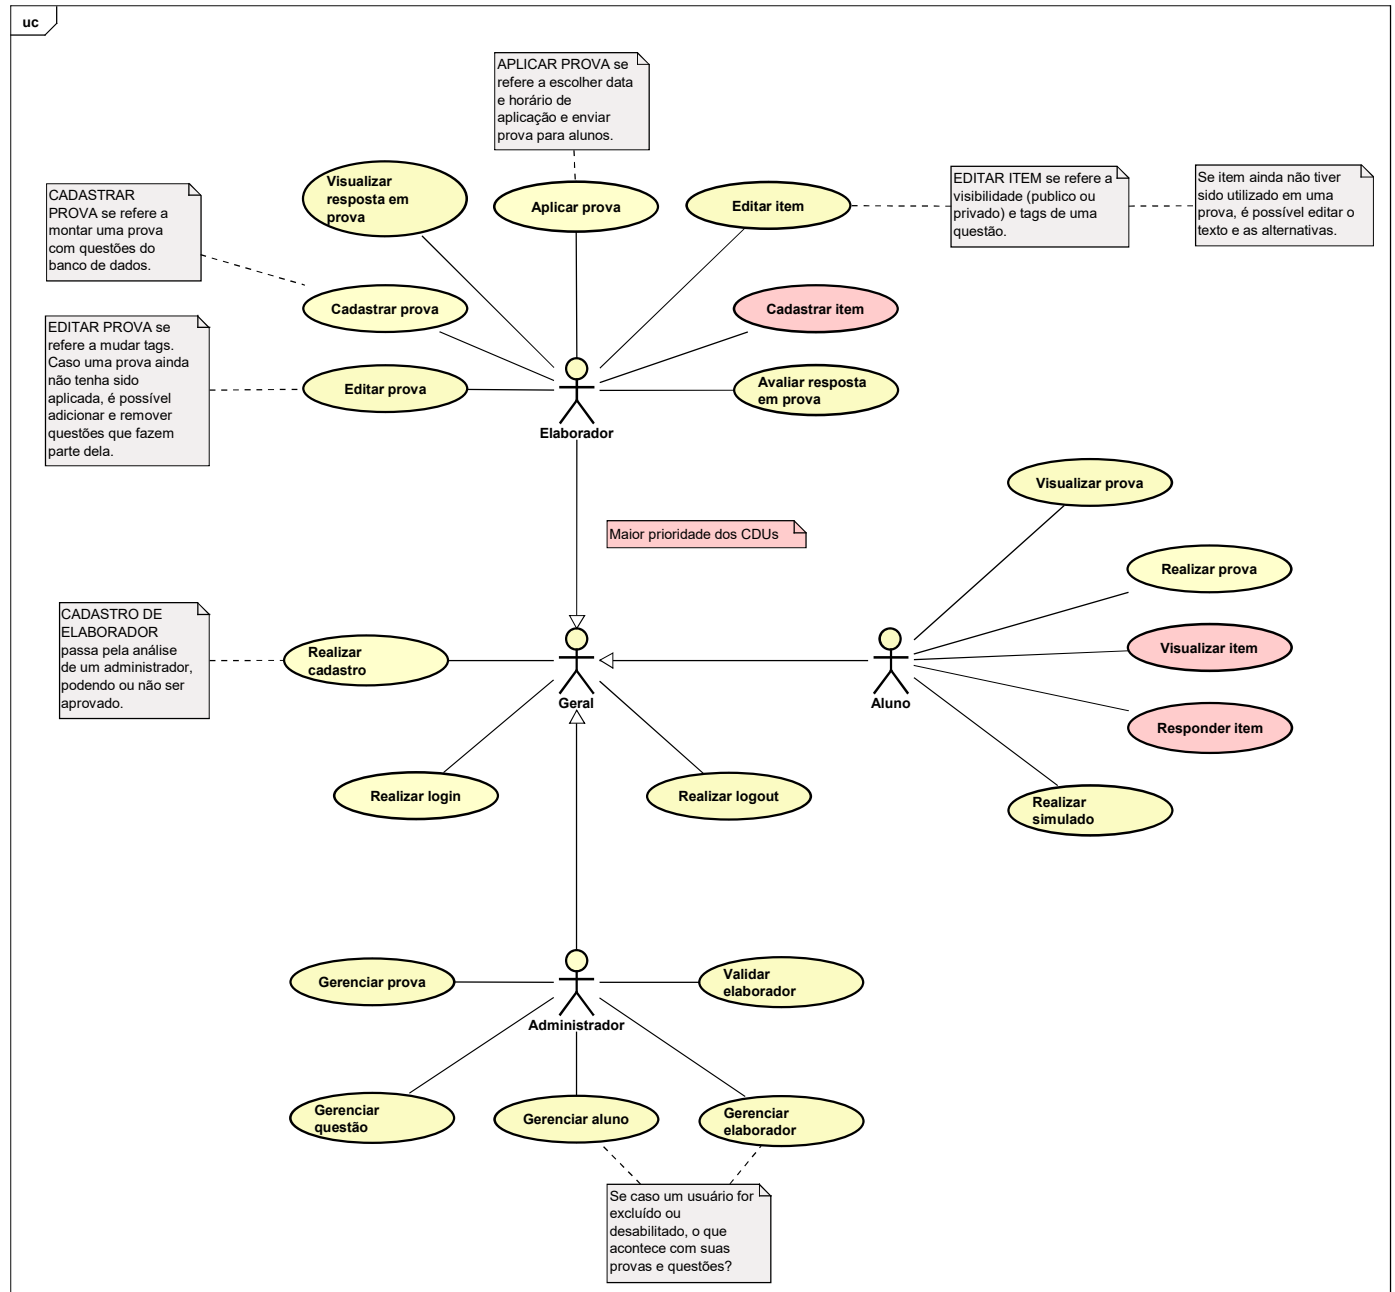 uc
APLICAR PROVA se
refere a escolher data
e horário de
aplicação e enviar
prova para alunos.
CADASTRAR
PROVA se refere a
montar uma prova
com questões do
banco de dados.
Visualizar
resposta em
prova
Aplicar prova
Editar item
EDITAR ITEM se refere a
visibilidade (publico ou
privado) e tags de uma
questão.
Se item ainda não tiver
sido utilizado em uma
prova, é possível editar o
texto e as alternativas.
Cadastrar prova
Cadastrar item
EDITAR PROVA se
refere a mudar tags.
Caso uma prova ainda
não tenha sido
aplicada, é possível
adicionar e remover
questões que fazem
parte dela.
Editar prova
Avaliar resposta
em prova
Elaborador
Visualizar prova
Maior prioridade dos CDUs
Realizar prova
CADASTRO DE
ELABORADOR
passa pela análise
de um administrador,
podendo ou não ser
aprovado.
Realizar
cadastro
Geral
Aluno
Visualizar item
Responder item
Realizar login
Realizar logout
Realizar
simulado
Gerenciar prova
Validar
elaborador
Administrador
Gerenciar
questão
Gerenciar aluno
Gerenciar
elaborador
Se caso um usuário for
excluído ou
desabilitado, o que
acontece com suas
provas e questões?